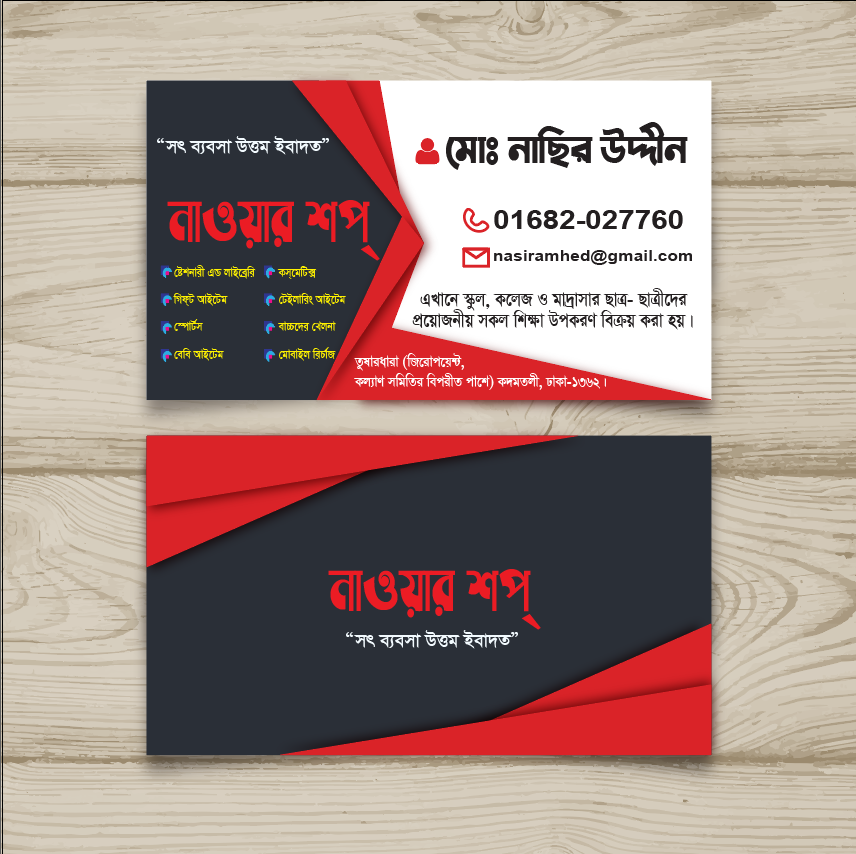 “সৎ ব্যবসা উত্তম ইবাদত”
নাওয়ার শপ্
ষ্টেশনারী এন্ড লাইব্রেরি
গিফ্ট আইটেম
স্পোর্টস
বেবি আইটেম
কস্মেটিক্স
টেইলারিং আইটেম
বাচ্চদের খেলনা
মোবাইল রিচার্জ
মোঃ নাছির উদ্দীন
01682-027760
nasiramhed@gmail.com
এখানে স্কুল, কলেজ ও মাদ্রাসার ছাত্র- ছাত্রীদের
প্রয়োজনীয় সকল শিক্ষা উপকরণ বিক্রয় করা হয়।
তুষারধারা (জিরোপয়েন্ট,
কল্যাণ সমিতির বিপরীত পাশে) কদমতলী, ঢাকা-১৩৬২।
নাওয়ার শপ্
“সৎ ব্যবসা উত্তম ইবাদত”